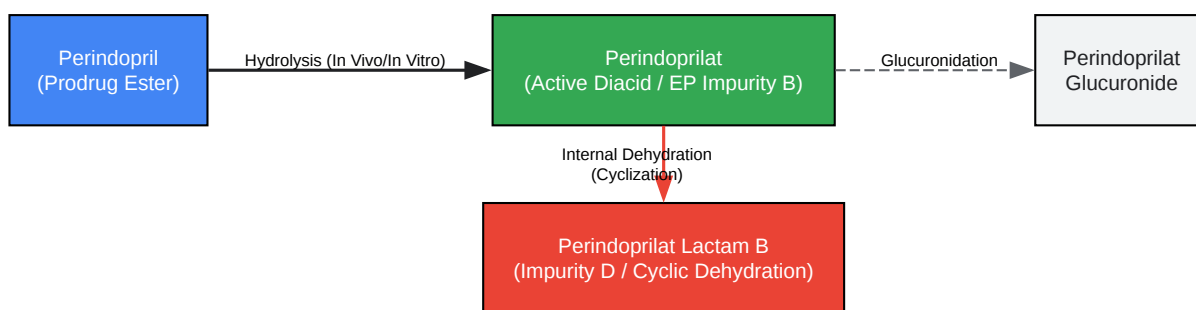 Perindopril
(Prodrug Ester)
Hydrolysis (In Vivo/In Vitro)
Perindoprilat
(Active Diacid / EP Impurity B)
Glucuronidation
Perindoprilat
Glucuronide
Internal Dehydration
(Cyclization)
Perindoprilat Lactam B
(Impurity D / Cyclic Dehydration)